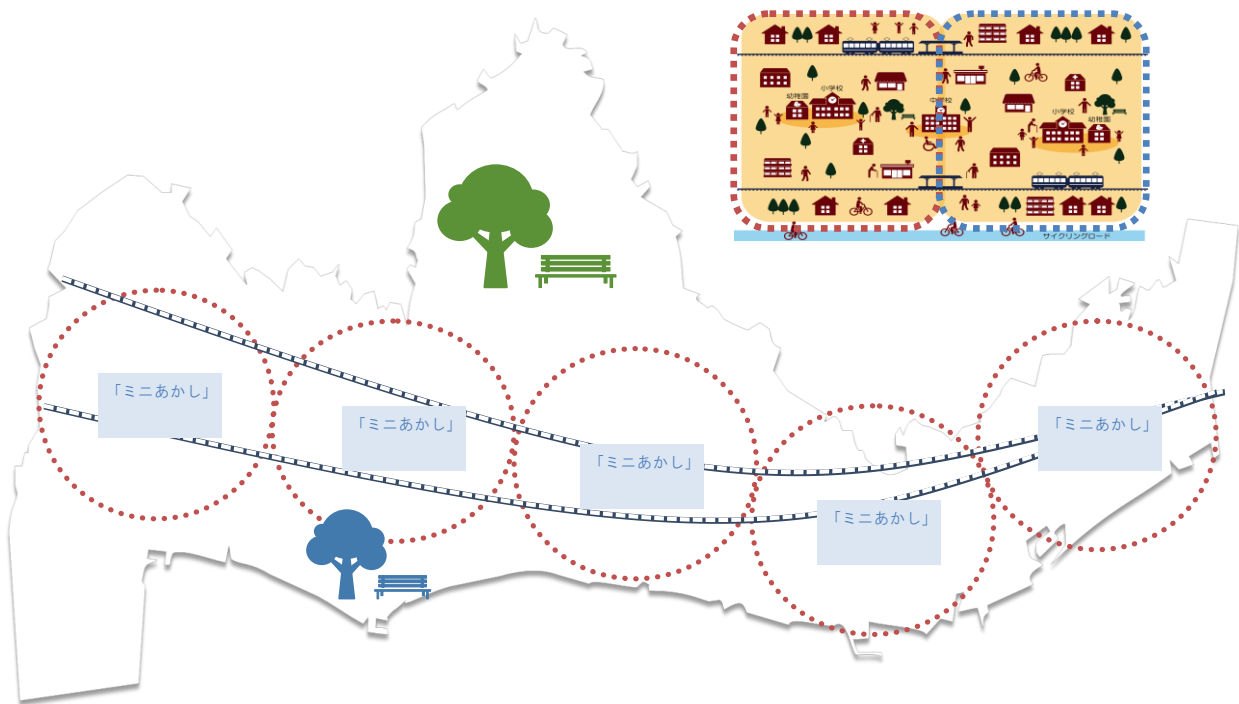 小学校
幼稚園
中学校
小学校
幼稚園
サイクリングロード
「ミニあかし」
「ミニあかし」
「ミニあかし」
「ミニあかし」
「ミニあかし」